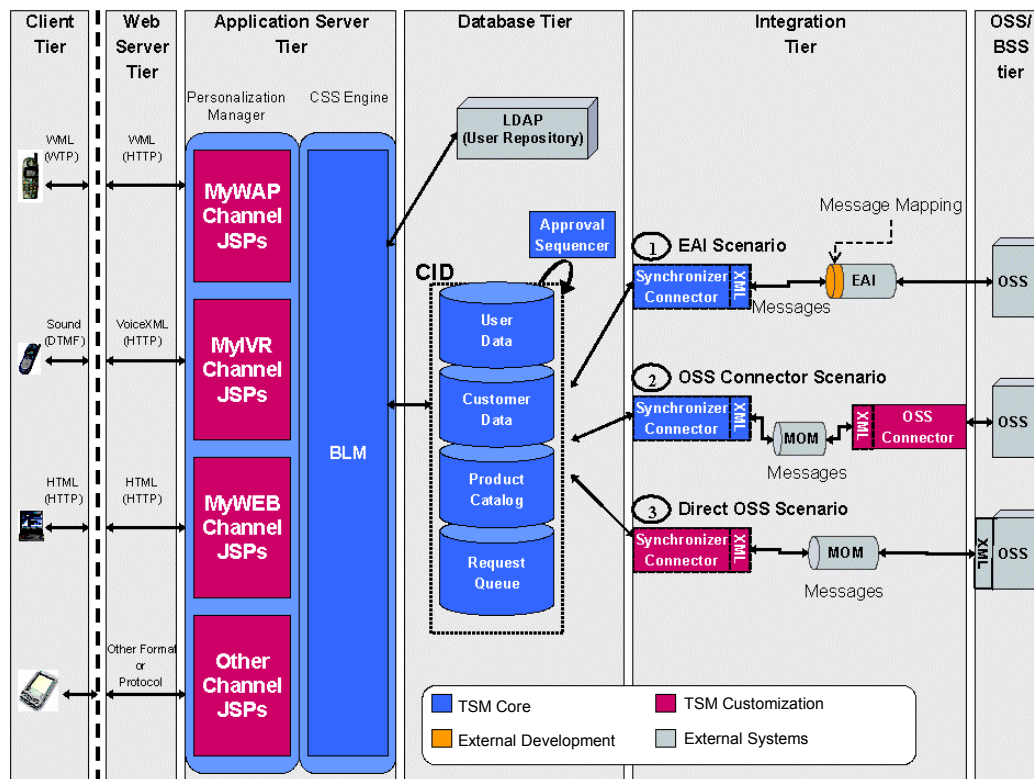 Client
Tier
Web
Server
Tier
Application Server
Tier
Database Tier
Integration
Tier
OSS/
BSS
tier
Personalization
Manager
CSS Engine
WML
(WTP)
WML
(HTTP)
MyWAP
Channel
JSPs
Sound
(DTMF)
VoiceXML
(HTTP)
MyIVR
Channel
JSPs
HTML
(HTTP)
HTML
(HTTP)
MyWEB
Channel
JSPs
Other Format
or
Protocol
Other
Channel
JSPs
BLM
LDAP
(User Repository)
Approval
Sequencer
CID
User
Data
Customer
Data
Product
Catalog
Request
Queue
Message Mapping
1 EAI Scenario
Synchronizer
Connector
XML
Messages
EAI
OSS
2 OSS Connector Scenario
Synchronizer
Connector
XML
MOM
Messages
XML
OSS
Connector
OSS
3 Direct OSS Scenario
Synchronizer
Connector
XML
MOM
Messages
XML
OSS
TSM Core
TSM Customization
External Development
External Systems